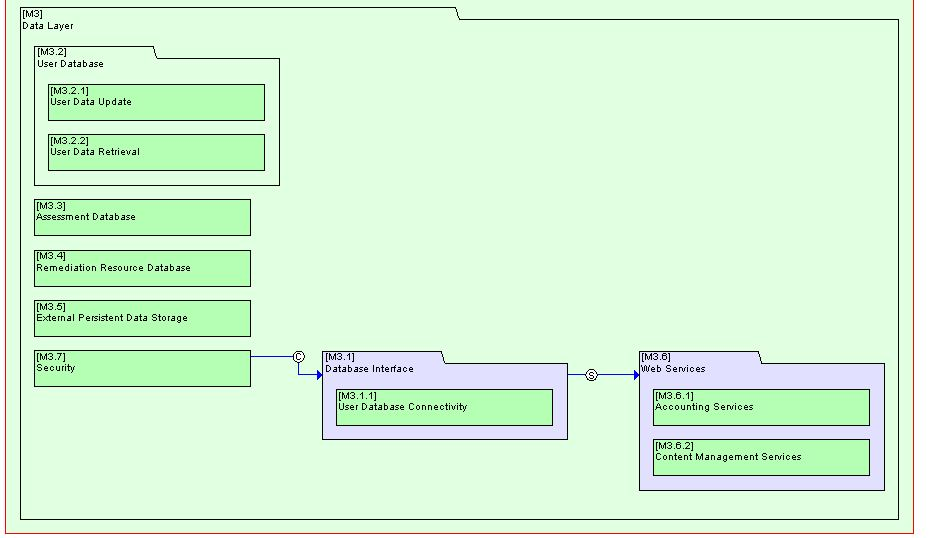 [M3]
Data Layer
[M3.2]
User Database
[M3.2.1]
User Data Update
[M3.2.2]
User Data Retrieval
[M3.3]
Assessment Database
[M3.4]
Remediation Resource Database
[M3.5]
External Persistent Data Storage
[M3.7]
Security
C
[M3.1]
Database Interface
[M3.1.1]
User Database Connectivity
S
[M3.6]
Web Services
[M3.6.1]
Accounting Services
[M3.6.2]
Content Management Services